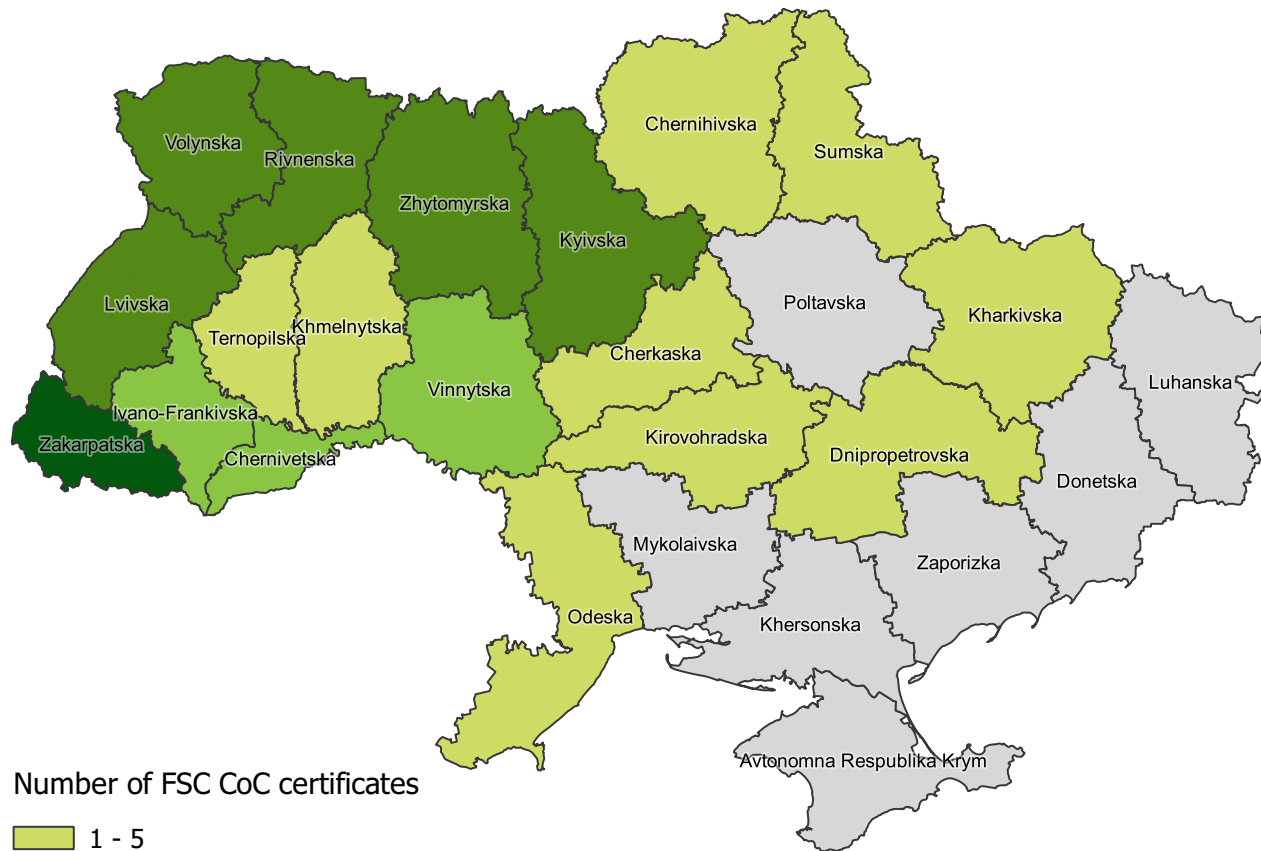 Chernihivska
Volynska
Sumska
Rivnenska
Zhytomyrska
Kyivska
Lvivska
Poltavska
Kharkivska
Khmelnytska
Ternopilska
Cherkaska
Luhanska
Vinnytska
Ivano-Frankivska
Kirovohradska
Zakarpatska
Dnipropetrovska
Chernivetska
Donetska
Mykolaivska
Zaporizka
Odeska
Khersonska
Avtonomna Respublika Krym
Number of FSC CoC certificates
1 - 5